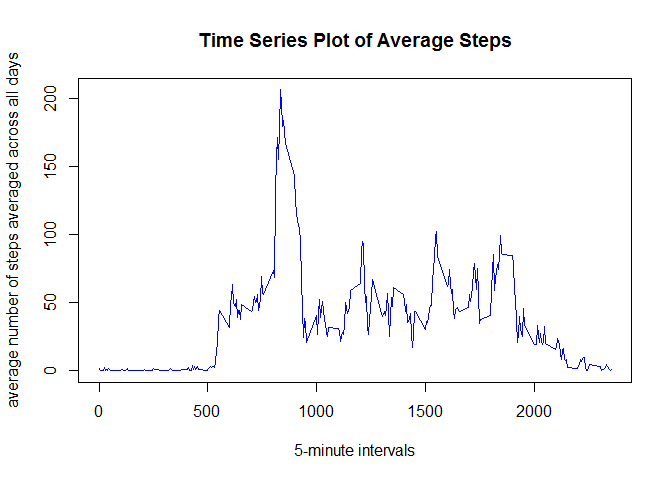 Time Series Plot of Average Steps
average number of steps averaged across all days
200
150
100
50
0
0 500 1000 1500 2000
5-minute intervals